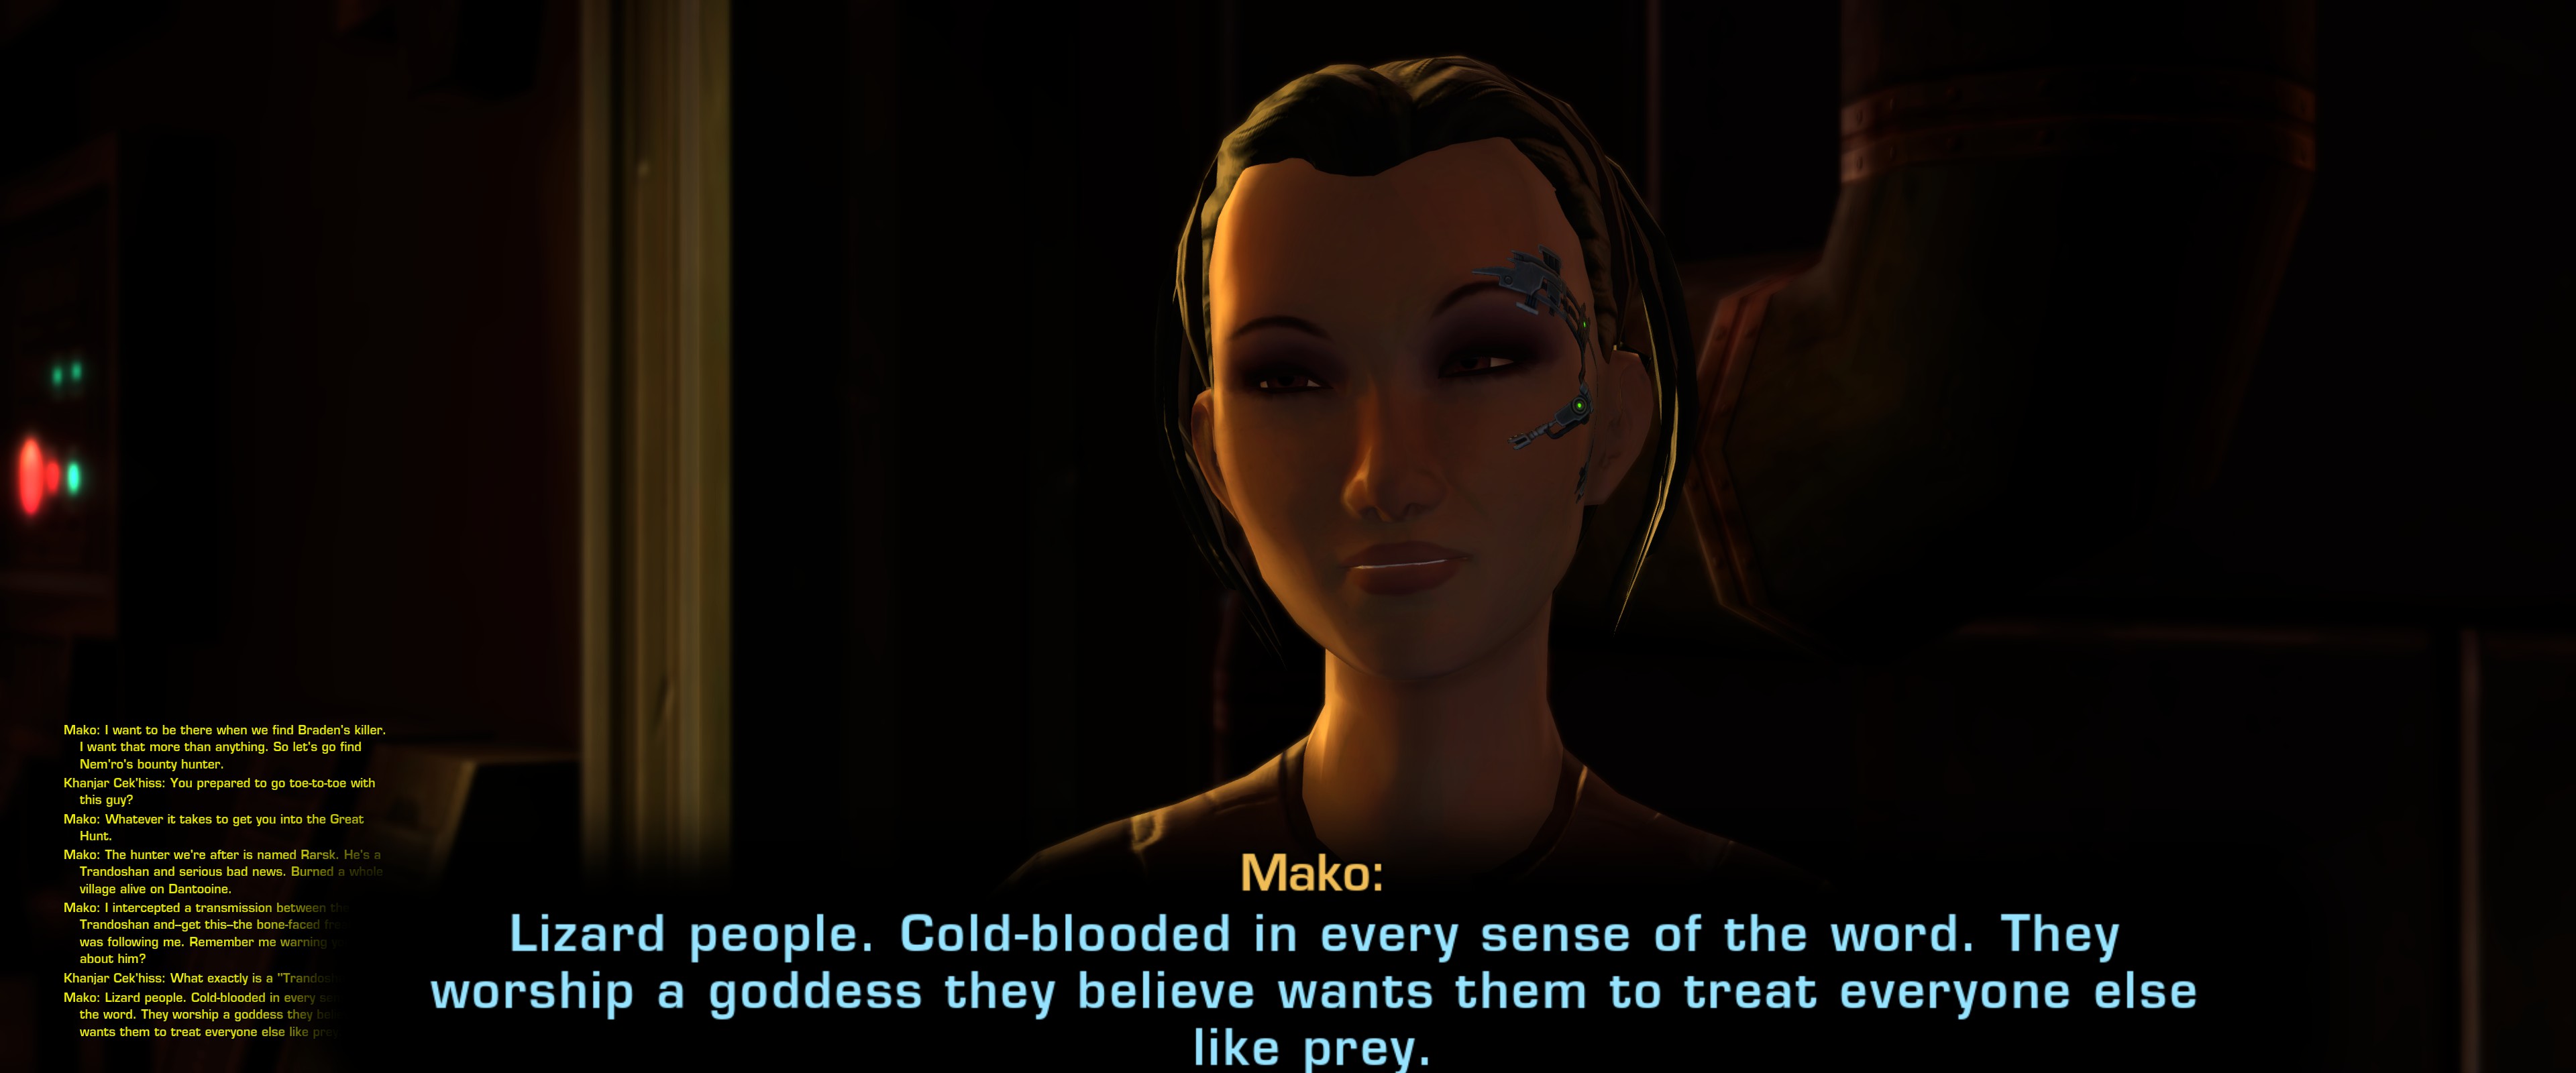 Mako: I want to be there when we find Braden's killer.
I want that more than anything. So let's go find
Nem'ro's bounty hunter.
Khanjar Cek'hiss: You prepared to go toe-to-toe with
this guy?
Mako: Whatever it takes to get you into the Great
Hunt.
Mako: The hunter we're after is named Rarsk. He's a
Trandoshan and serious bad news. Burned a whole
village alive on Dantooine.
Mako: I intercepted a transmission between the
Trandoshan and--get this--the bone-faced
was following me. Remember me warning
about him?
Khanjar Cek'hiss: What exactly is a
Mako: Lizard people. Cold-blooded in every
the word. They worship a goddess they
wants them to treat everyone else like prey
Mako:
Lizard people. Cold-blooded in every sense of the word. They
worship a goddess they believe wants them to treat everyone else
like prey.